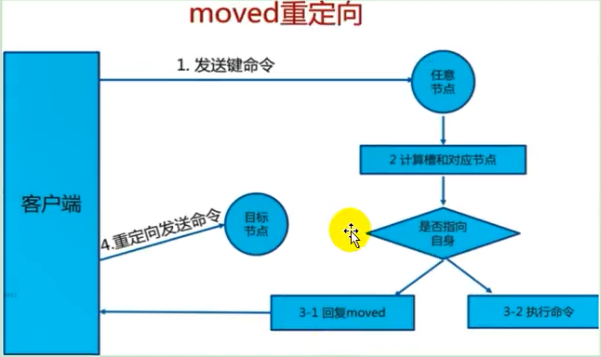 moved重定向
1. 发送键命令
任意
节点
2 计算槽和对应节点
客户端
4.重定向发送命令
目标
节点
是否指向
自身
3-1 回复moved
3-2 执行命令